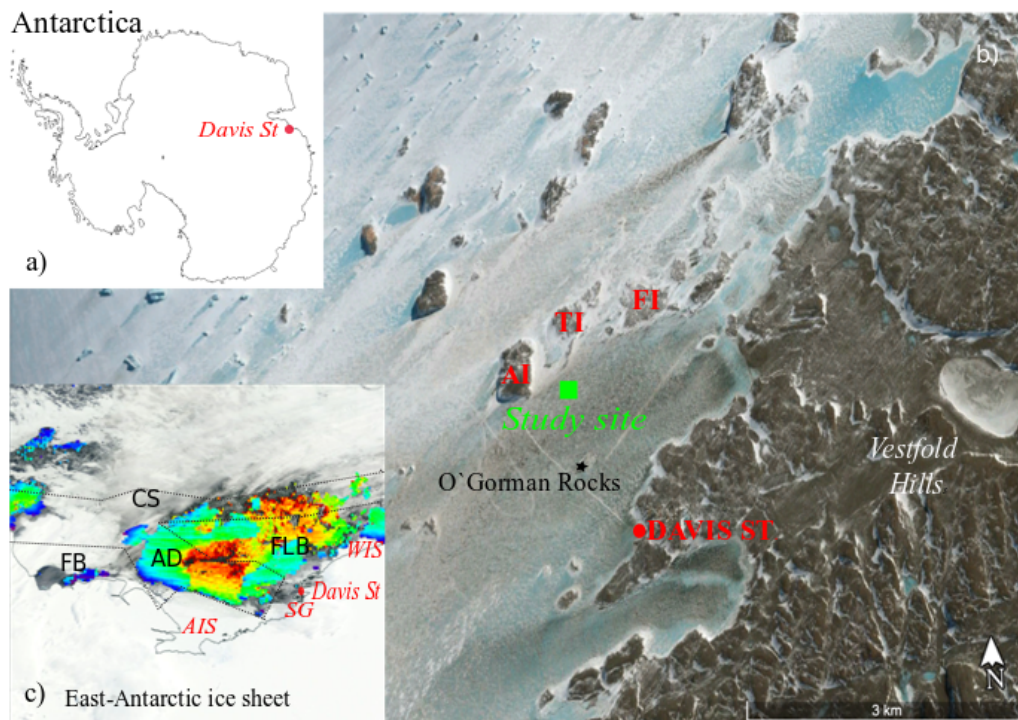 Antarctica
Davis St
a)
b)
FI
TI
AI
Study site
O`Gorman Rocks
Vestfold
Hills
DAVIS ST
CS
FB
AD
FLB
WIS
Davis St
SG
AIS
c)
East-Antarctic ice sheet
N
3 km